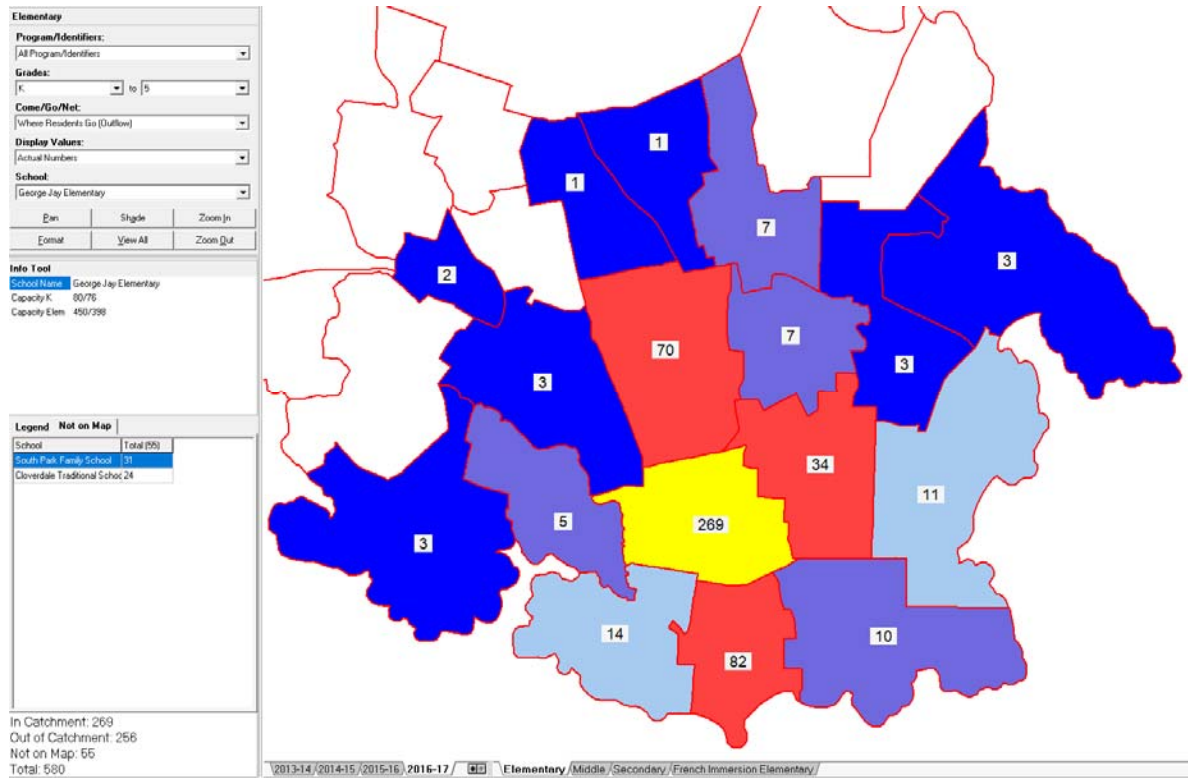 Elementary
Program/Identifiers:
All Program/Identifiers
Grades:
K to 5
Come/Go/Net:
Where Residents Go (Outflow)
Display Values:
Actual Numbers
School:
George Jay Elementary
Pan Shade Zoom In
Format View All Zoom Out
Info Tool
School Name George Jay Elementary
Capacity K 80/76
Capacity Elem 450/398
Legend Not on Map
School Total (55)
South Park Family School 31
Cloverdale Traditional Schoc 24
In Catchment: 269
Out of Catchment: 256
Not on Map: 55
Total: 580
1
1
7
3
2
70
7
3
3
34
11
5
269
3
14
82
10
2013-14 2014-15 2015-16 2016-17 Elementary Middle Secondary French Immersion Elementary